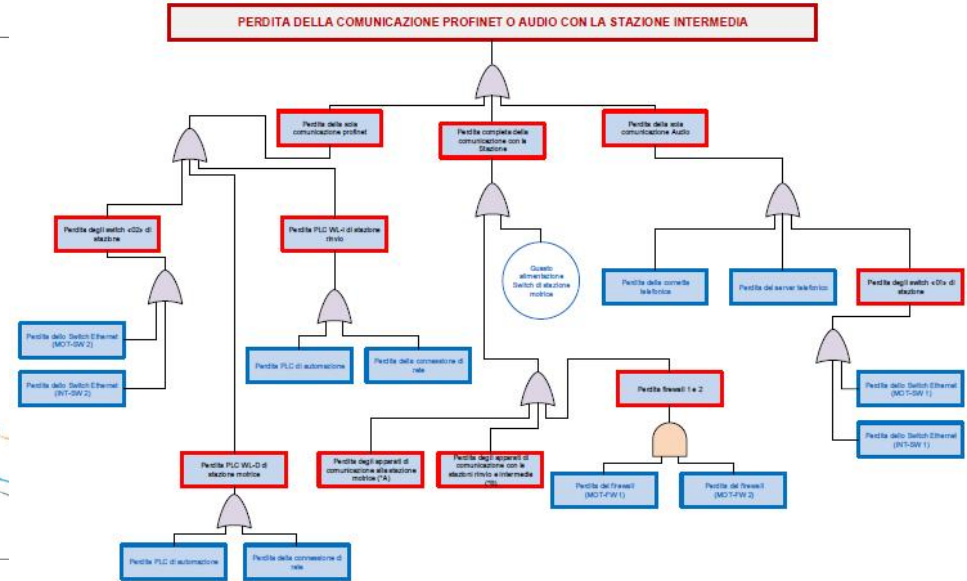 PERDITA DELLA COMUNICAZIONE PROFINET O AUDIO CON LA STAZIONE INTERMEDIA
Perdita della sola
comunicazione profinet
Perdita completa della
comunicazione con la
Stazione
Perdita della sola
comunicazione Audio
Perdita degli switch «02» di
stazione
Perdita PLC WL-I di stazione
rinvio
Guasto
alimentazione
Switch di stazione
motrice
Perdita della cornetta
telefonica
Perdita del server telefonico
Perdita degli switch «01» di
stazione
Perdita dello Switch Ethernet
(MOT-SW 2)
Perdita dello Switch Ethernet
(INT-SW 2)
Perdita PLC di automazione
Perdita della connessione di
rete
Perdita firewall 1 e 2
Perdita dello Switch Ethernet
(MOT-SW 1)
Perdita dello Switch Ethernet
(INT-SW 1)
Perdita PLC WL-D di
stazione motrice
Perdita degli apparati di
comunicazione alla stazione
motrice (*A)
Perdita degli apparati di
comunicazione con le
stazioni rinvio e intermedia
(*B)
Perdita del firewall
(MOT-FW 1)
Perdita del firewall
(MOT-FW 2)
Perdita PLC di automazione
Perdita della connessione di
rete